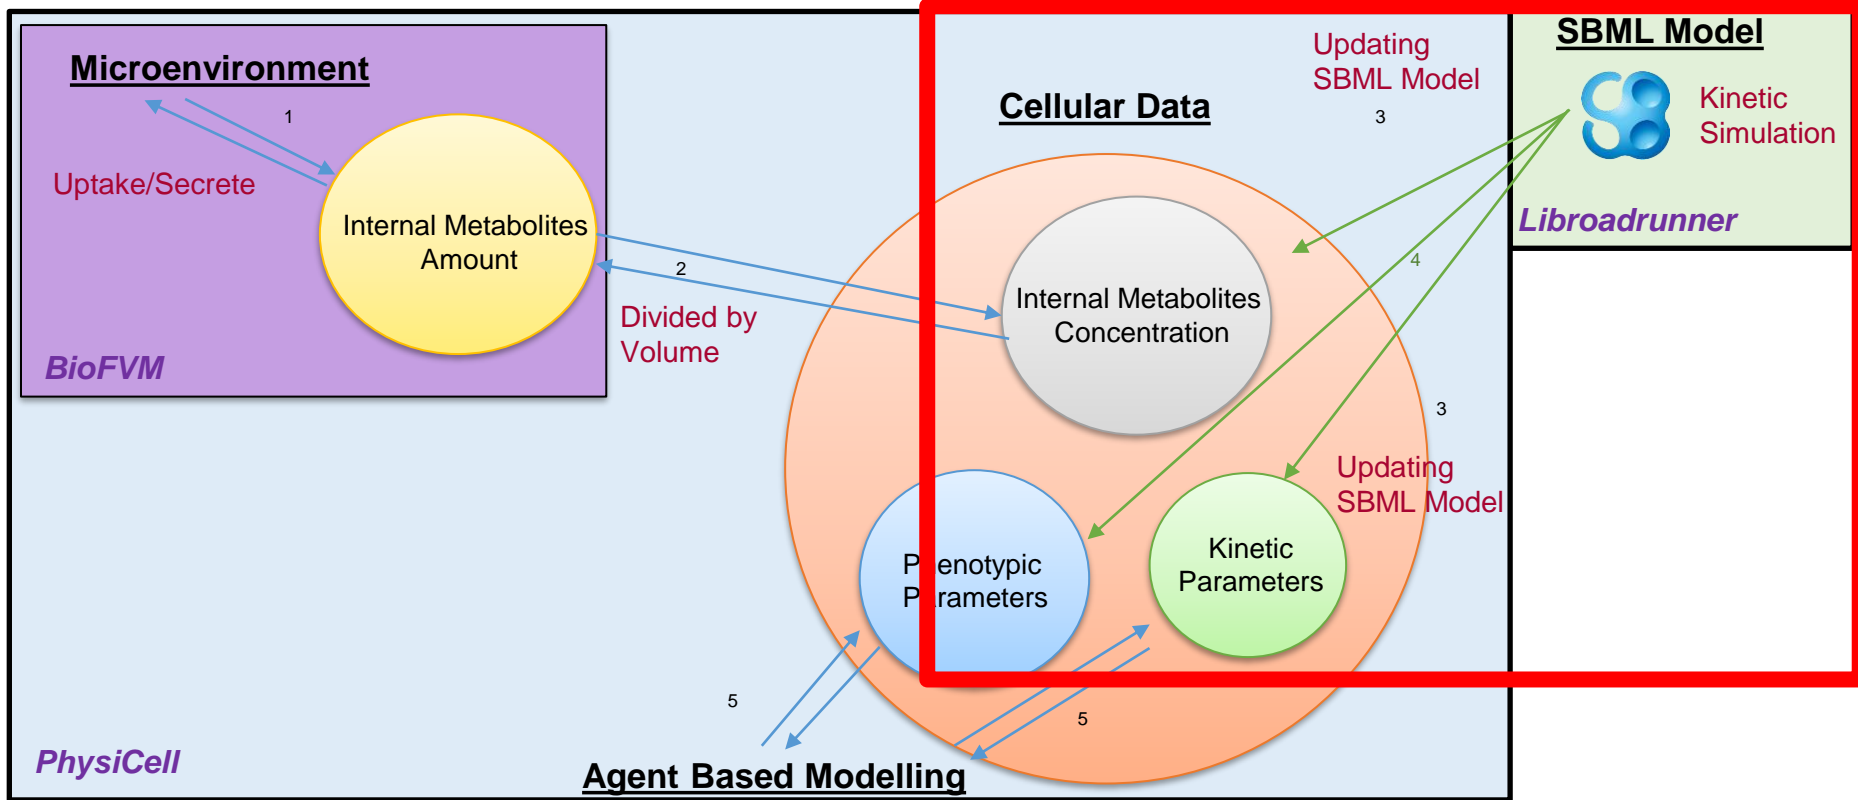 Microenvironment
1
Uptake/Secrete
Internal Metabolites
Amount
BioFVM
2
Divided by
Volume
Cellular Data
Updating
SBML Model
3
SBML Model
Kinetic
Simulation
Libroadrunner
4
Internal Metabolites
Concentration
3
Updating
SBML Model
Phenotypic
Parameters
Kinetic
Parameters
5
5
PhysiCell
Agent Based Modelling